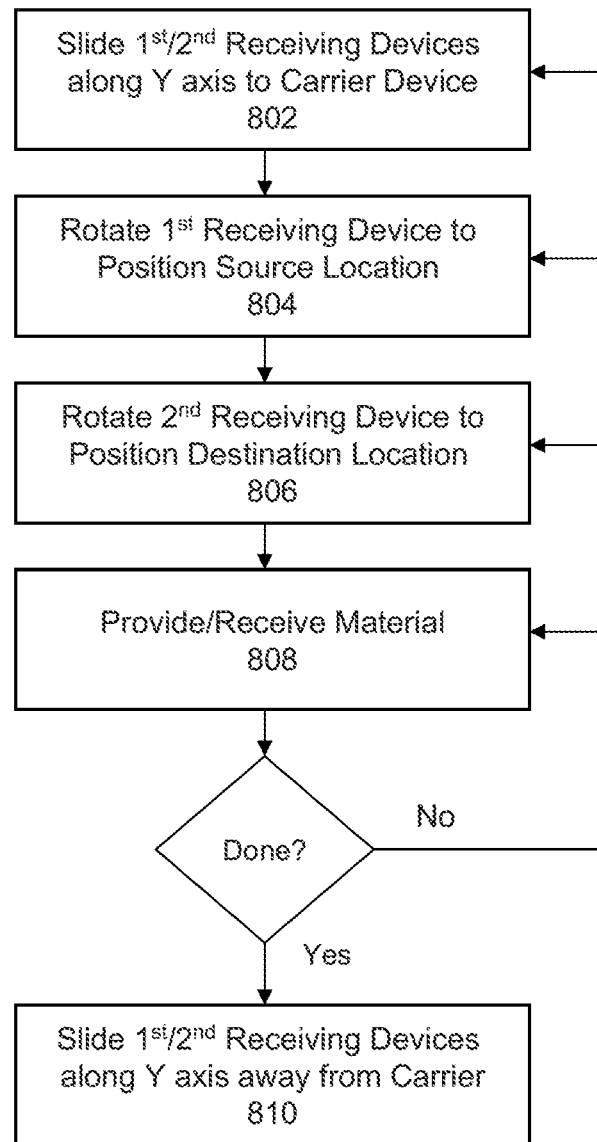 Slide 1st/2nd Receiving Devices
along Y axis to Carrier Device
802
Rotate 1st Receiving Device to
Position Source Location
804
Rotate 2nd Receiving Device to
Position Destination Location
806
Provide/Receive Material
808
Done?
No
Yes
Slide 1st/2nd Receiving Devices
along Y axis away from Carrier
810